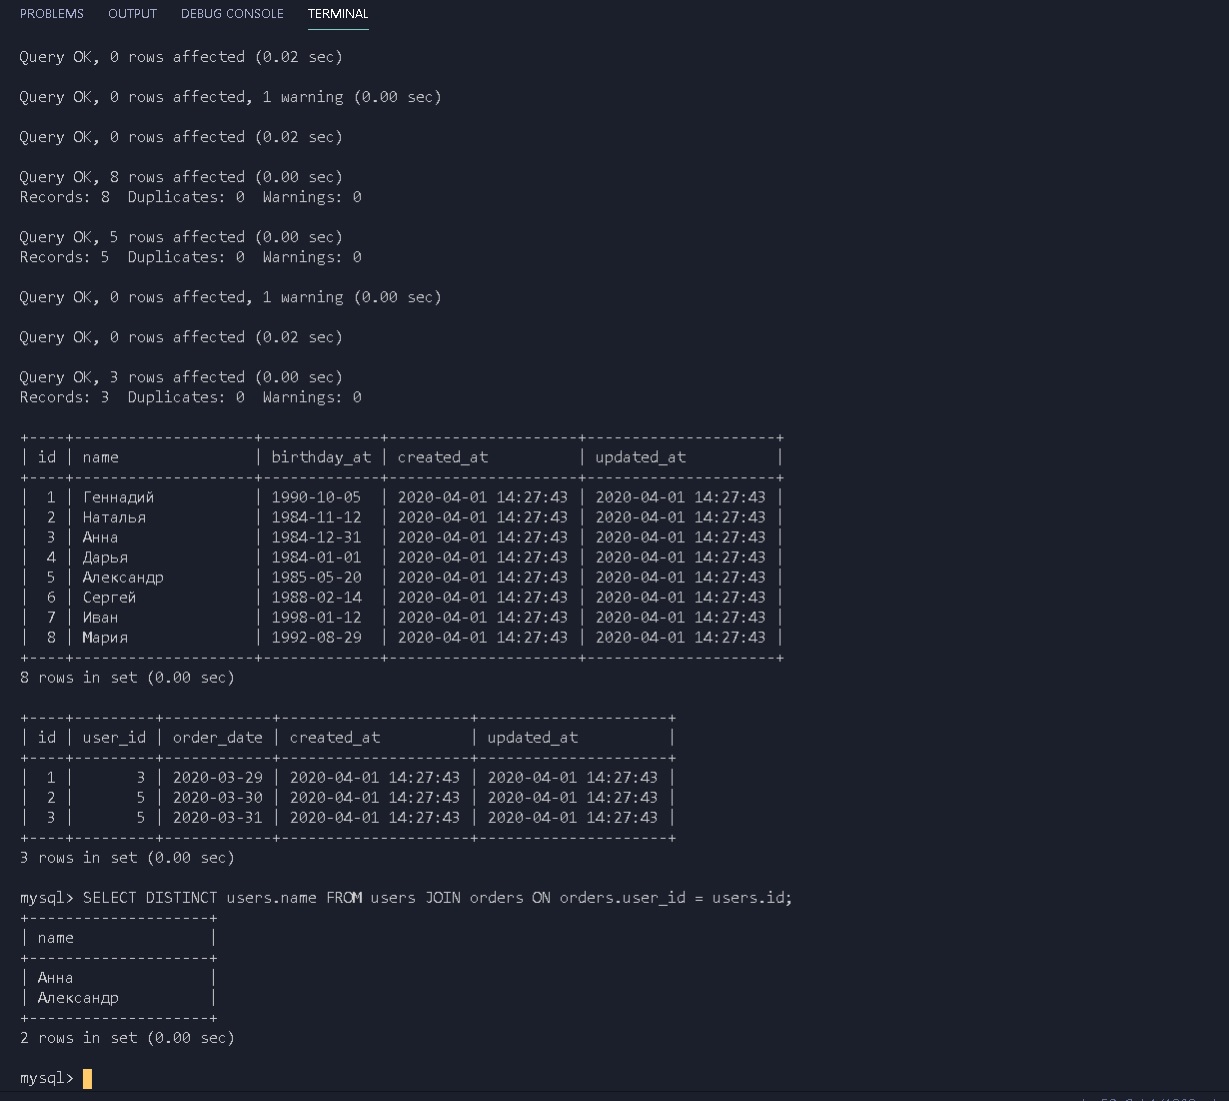 PROBLEMS OUTPUT DEBUG CONSOLE TERMINAL
Query OK, 0 rows affected (0.02 sec)
Query OK, 0 rows affected, 1 warning (0.00 sec)
Query OK, 0 rows affected (0.02 sec)
Query OK, 8 rows affected (0.00 sec)
Records: 8  Duplicates: 0  Warnings: 0
Query OK, 5 rows affected (0.00 sec)
Records: 5  Duplicates: 0  Warnings: 0
Query OK, 0 rows affected, 1 warning (0.00 sec)
Query OK, 0 rows affected (0.02 sec)
Query OK, 3 rows affected (0.00 sec)
Records: 3  Duplicates: 0  Warnings: 0
+----+--------------------+-------------+---------------------+---------------------+
| id | name               | birthday_at | created_at          | updated_at          |
+----+--------------------+-------------+---------------------+---------------------+
|  1 | Геннадий           | 1990-10-05  | 2020-04-01 14:27:43 | 2020-04-01 14:27:43 |
|  2 | Наталья            | 1984-11-12  | 2020-04-01 14:27:43 | 2020-04-01 14:27:43 |
|  3 | Анна               | 1984-12-31  | 2020-04-01 14:27:43 | 2020-04-01 14:27:43 |
|  4 | Дарья              | 1984-01-01  | 2020-04-01 14:27:43 | 2020-04-01 14:27:43 |
|  5 | Александр          | 1985-05-20  | 2020-04-01 14:27:43 | 2020-04-01 14:27:43 |
|  6 | Сергей             | 1988-02-14  | 2020-04-01 14:27:43 | 2020-04-01 14:27:43 |
|  7 | Иван               | 1998-01-12  | 2020-04-01 14:27:43 | 2020-04-01 14:27:43 |
|  8 | Мария              | 1992-08-29  | 2020-04-01 14:27:43 | 2020-04-01 14:27:43 |
+----+--------------------+-------------+---------------------+---------------------+
8 rows in set (0.00 sec)
+----+---------+------------+---------------------+---------------------+
| id | user_id | order_date | created_at          | updated_at          |
+----+---------+------------+---------------------+---------------------+
|  1 |       3 | 2020-03-29 | 2020-04-01 14:27:43 | 2020-04-01 14:27:43 |
|  2 |       5 | 2020-03-30 | 2020-04-01 14:27:43 | 2020-04-01 14:27:43 |
|  3 |       5 | 2020-03-31 | 2020-04-01 14:27:43 | 2020-04-01 14:27:43 |
+----+---------+------------+---------------------+---------------------+
3 rows in set (0.00 sec)
mysql> SELECT DISTINCT users.name FROM users JOIN orders ON orders.user_id = users.id;
+--------------------+
| name               |
+--------------------+
| Анна               |
| Александр          |
+--------------------+
2 rows in set (0.00 sec)
mysql>